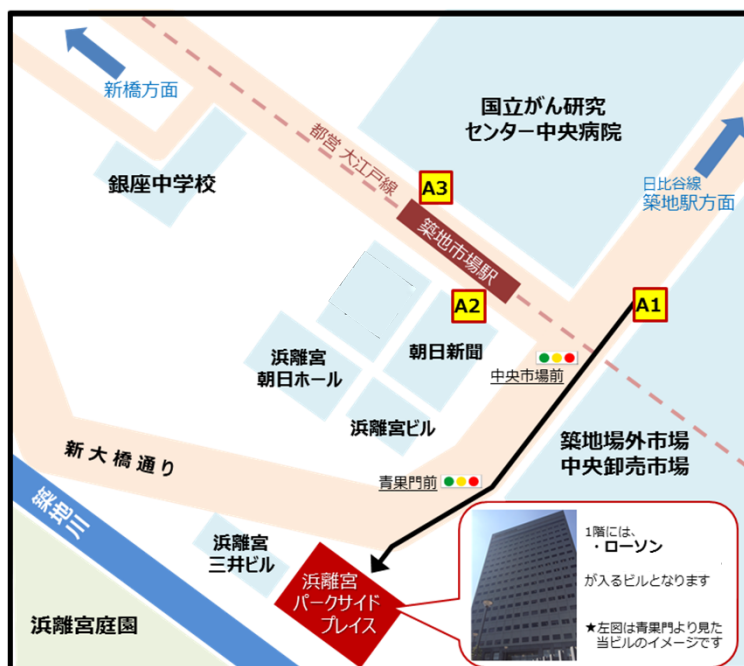 新橋方面
銀座中学校
都営 大江戸線
国立がん研究
センター中央病院
日比谷線
築地駅方面
A3
築地市場駅
A2
A1
朝日新聞
浜離宮
朝日ホール
中央市場前
浜離宮ビル
築地場外市場
中央卸売市場
新大橋通り
青果門前
築地川
浜離宮
三井ビル
浜離宮
パークサイド
プレイス
浜離宮庭園
1階には、
・ローソン
が入るビルとなります
★左図は青果門より見た
当ビルのイメージです